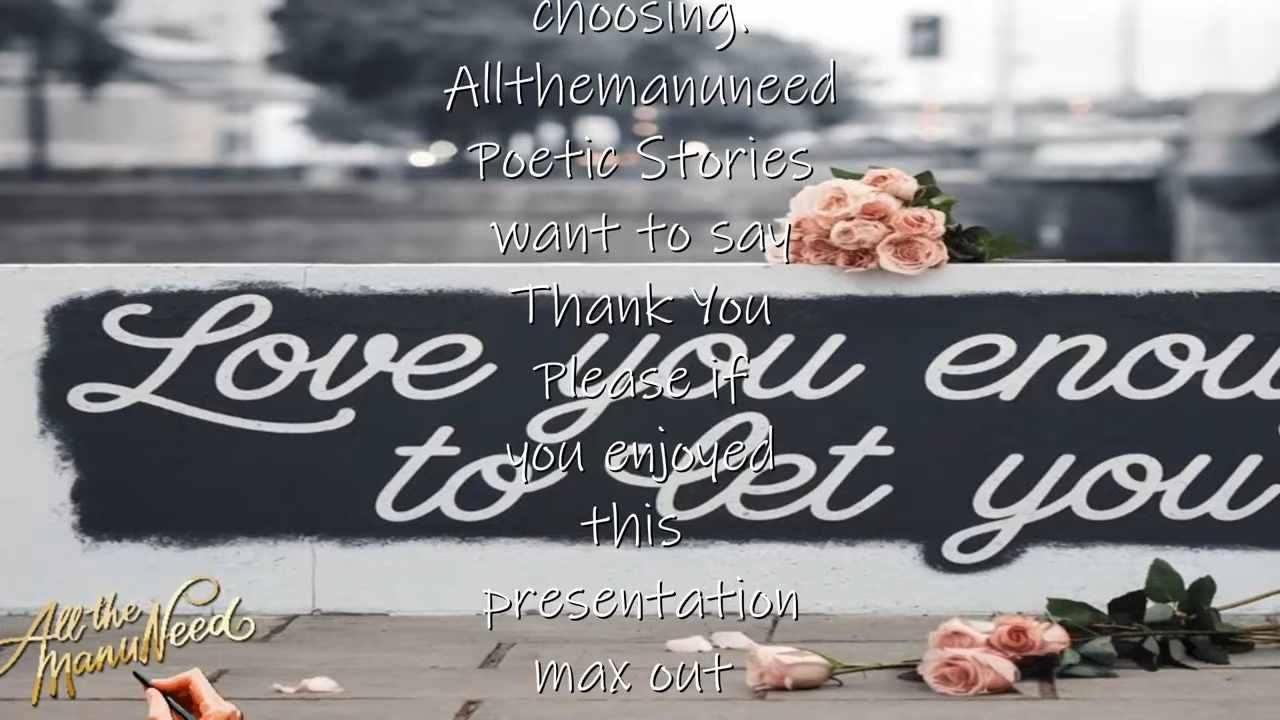 choosing.
Allthemanuneed
Poetic Stories
want to say
Thank You
Please if
you enjoyed
this
presentation
max out
Love you enou
to let you
All the
manuNeed